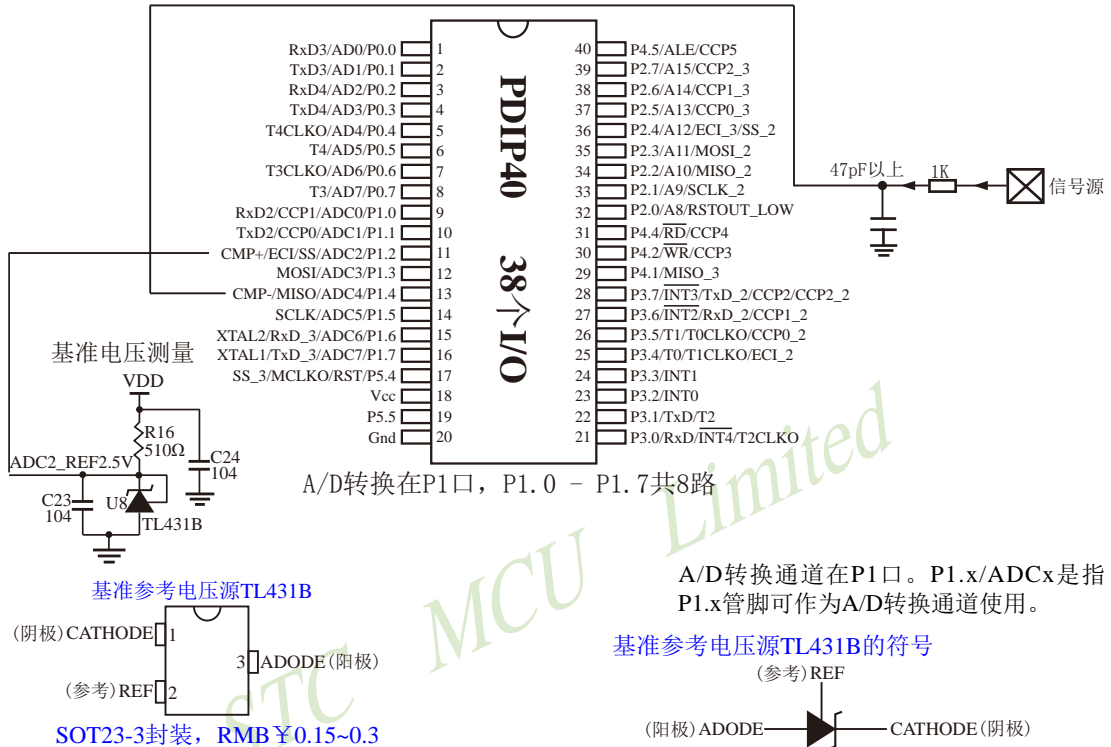 RxD3/AD0/P0.0 1
TxD3/AD1/P0.1 2
RxD4/AD2/P0.2 3
TxD4/AD3/P0.3 4
T4CLKO/AD4/P0.4 5
T4/AD5/P0.5 6
T3CLKO/AD6/P0.6 7
T3/AD7/P0.7 8
RxD2/CCP1/ADC0/P1.0 9
TxD2/CCP0/ADC1/P1.1 10
CMP+/ECI/SS/ADC2/P1.2 11
MOSI/ADC3/P1.3 12
CMP-/MISO/ADC4/P1.4 13
SCLK/ADC5/P1.5 14
XTAL2/RxD_3/ADC6/P1.6 15
XTAL1/TxD_3/ADC7/P1.7 16
SS_3/MCLKO/RST/P5.4 17
Vcc 18
P5.5 19
Gnd 20
PDIP40 38个I/O
40 P4.5/ALE/CCP5
39 P2.7/A15/CCP2_3
38 P2.6/A14/CCP1_3
37 P2.5/A13/CCP0_3
36 P2.4/A12/ECI_3/SS_2
35 P2.3/A11/MOSI_2
34 P2.2/A10/MISO_2
33 P2.1/A9/SCLK_2
32 P2.0/A8/RSTOUT_LOW
31 P4.4/RD/CCP4
30 P4.2/WR/CCP3
29 P4.1/MISO_3
28 P3.7/INT3/TxD_2/CCP2/CCP2_2
27 P3.6/INT2/RxD_2/CCP1_2
26 P3.5/T1/T0CLKO/CCP0_2
25 P3.4/T0/T1CLKO/ECI_2
24 P3.3/INT1
23 P3.2/INT0
22 P3.1/TxD/T2
21 P3.0/RxD/INT4/T2CLKO
47pF以上
1K
信号源
基准电压测量
VDD
R16
510Ω
C24
104
ADC2_REF2.5V
C23
104
U8
TL431B
A/D转换在P1口，P1.0 - P1.7共8路
STC MCU Limited
基准参考电压源TL431B
(阴极)CATHODE 1
3 ADODE(阳极)
(参考)REF 2
SOT23-3封装，RMB￥0.15~0.3
A/D转换通道在P1口。P1.x/ADCx是指
P1.x管脚可作为A/D转换通道使用。
基准参考电压源TL431B的符号
(参考)REF
(阳极) ADODE
CATHODE(阴极)